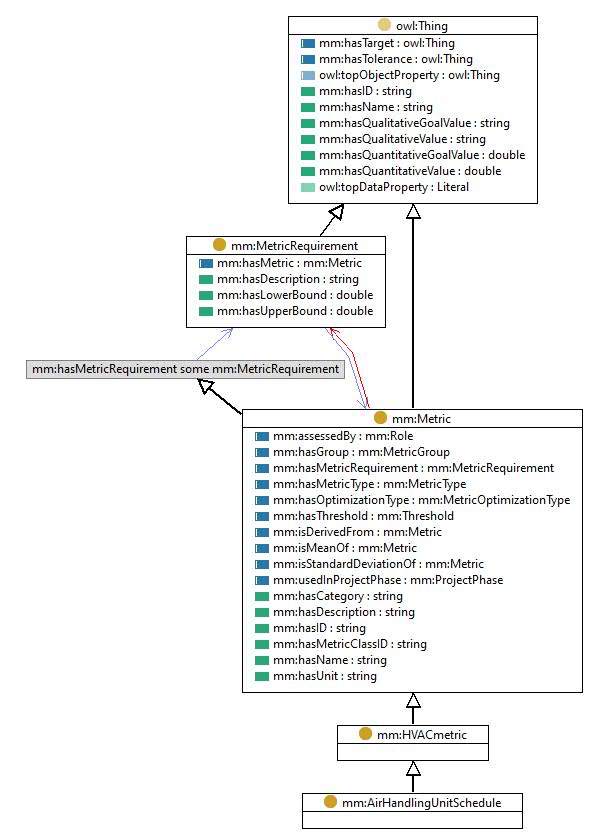 owl:Thing
mm:hasTarget : owl:Thing
mm:hasTolerance : owl:Thing
owl:topObjectProperty : owl:Thing
mm:hasID : string
mm:hasName : string
mm:hasQualitativeGoalValue : string
mm:hasQualitativeValue : string
mm:hasQuantitativeGoalValue : double
mm:hasQuantitativeValue : double
owl:topDataProperty : Literal
mm:MetricRequirement
mm:hasMetric : mm:Metric
mm:hasDescription : string
mm:hasLowerBound : double
mm:hasUpperBound : double
mm:hasMetricRequirement some mm:MetricRequirement
mm:Metric
mm:assessedBy : mm:Role
mm:hasGroup : mm:MetricGroup
mm:hasMetricRequirement : mm:MetricRequirement
mm:hasMetricType : mm:MetricType
mm:hasOptimizationType : mm:MetricOptimizationType
mm:hasThreshold : mm:Threshold
mm:isDerivedFrom : mm:Metric
mm:isMeanOf : mm:Metric
mm:isStandardDeviationOf : mm:Metric
mm:usedInProjectPhase : mm:ProjectPhase
mm:hasCategory : string
mm:hasDescription : string
mm:hasID : string
mm:hasMetricClassID : string
mm:hasName : string
mm:hasUnit : string
mm:HVACmetric
mm:AirHandlingUnitSchedule